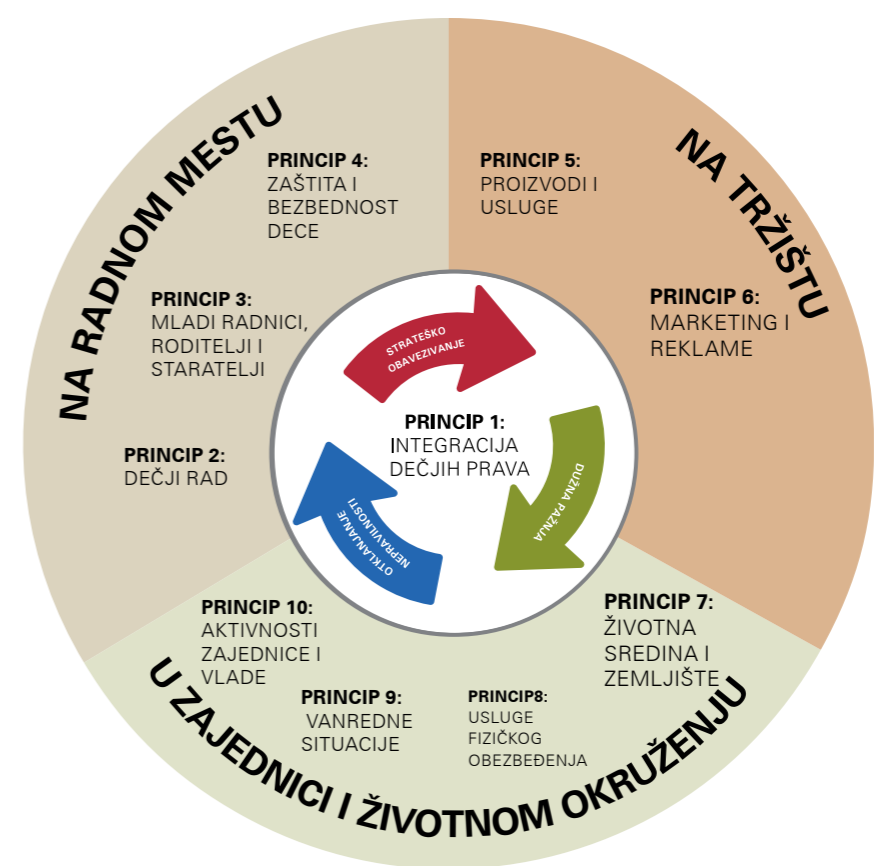 NA RADNOM MESTU
PRINCIP 4:
ZAŠTITA I
BEZBEDNOST
DECE
PRINCIP 3:
MLADI RADNICI,
RODITELJI I
STARATELJI
PRINCIP 2:
DEČJI RAD
NA TRŽIŠTU
PRINCIP 5:
PROIZVODI I
USLUGE
PRINCIP 6:
MARKETING I
REKLAME
STRATEŠKO
OBAVEZIVANJE
PRINCIP 1:
INTEGRACIJA
DEČJIH PRAVA
DUŽNA PAŽNJA
OTKLANJANJE
NEPRAVILNOSTI
PRINCIP 10:
AKTIVNOSTI
ZAJEDNICE I
VLADE
PRINCIP 9:
VANREDNE
SITUACIJE
PRINCIP8:
USLUGE
FIZIČKOG
OBEZBEĐENJA
PRINCIP 7:
ŽIVOTNA
SREDINA I
ZEMLJIŠTE
U ZAJEDNICI I ŽIVOTNOM OKRUŽENJU